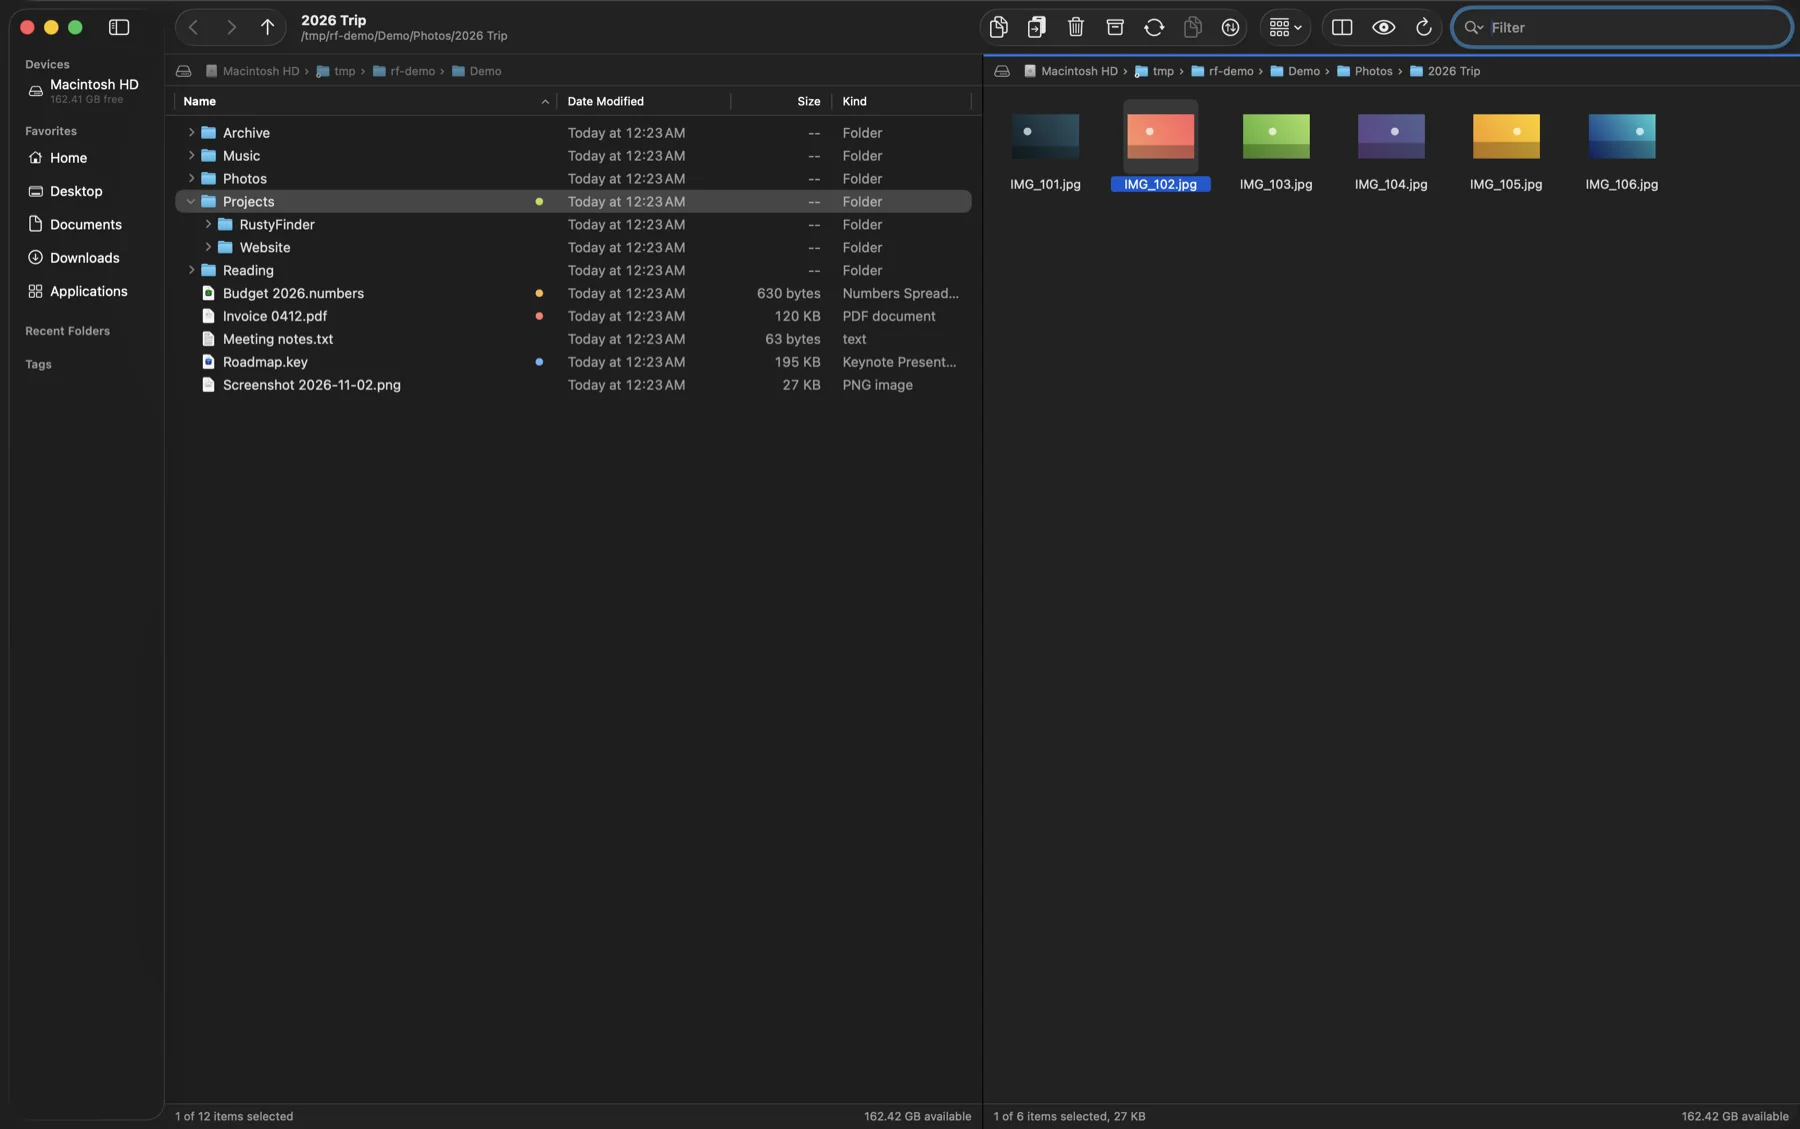 2026 Trip
/tmp/rf-demo/Demo/Photos/2026 Trip
Filter
Devices
Macintosh HD
162.41 GB free
Favorites
Home
Desktop
Documents
Downloads
Applications
Recent Folders
Tags
Macintosh HD › tmp › rf-demo › Demo
Name Date Modified Size Kind
Archive Today at 12:23 AM -- Folder
Music Today at 12:23 AM -- Folder
Photos Today at 12:23 AM -- Folder
Projects Today at 12:23 AM -- Folder
RustyFinder Today at 12:23 AM -- Folder
Website Today at 12:23 AM -- Folder
Reading Today at 12:23 AM -- Folder
Budget 2026.numbers Today at 12:23 AM 630 bytes Numbers Spread...
Invoice 0412.pdf Today at 12:23 AM 120 KB PDF document
Meeting notes.txt Today at 12:23 AM 63 bytes text
Roadmap.key Today at 12:23 AM 195 KB Keynote Present...
Screenshot 2026-11-02.png Today at 12:23 AM 27 KB PNG image
1 of 12 items selected 162.42 GB available
Macintosh HD › tmp › rf-demo › Demo › Photos › 2026 Trip
IMG_101.jpg IMG_102.jpg IMG_103.jpg IMG_104.jpg IMG_105.jpg IMG_106.jpg
1 of 6 items selected, 27 KB 162.42 GB available